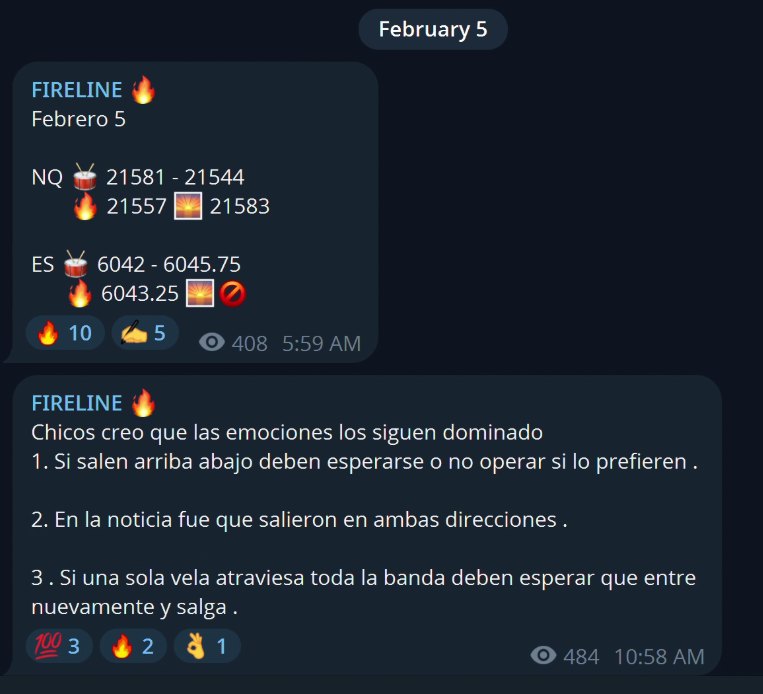 February 5
FIRELINE 🔥
Febrero 5
NQ 🥁 21581 - 21544
🔥 21557 🌅 21583
ES 🥁 6042 - 6045.75
🔥 6043.25 🌅 🚫
🔥 10 ✍️ 5 408 5:59 AM
FIRELINE 🔥
Chicos creo que las emociones los siguen dominado
1. Si salen arriba abajo deben esperarse o no operar si lo prefieren .
2. En la noticia fue que salieron en ambas direcciones .
3 . Si una sola vela atraviesa toda la banda deben esperar que entre
nuevamente y salga .
💯 3 🔥 2 👌 1 484 10:58 AM